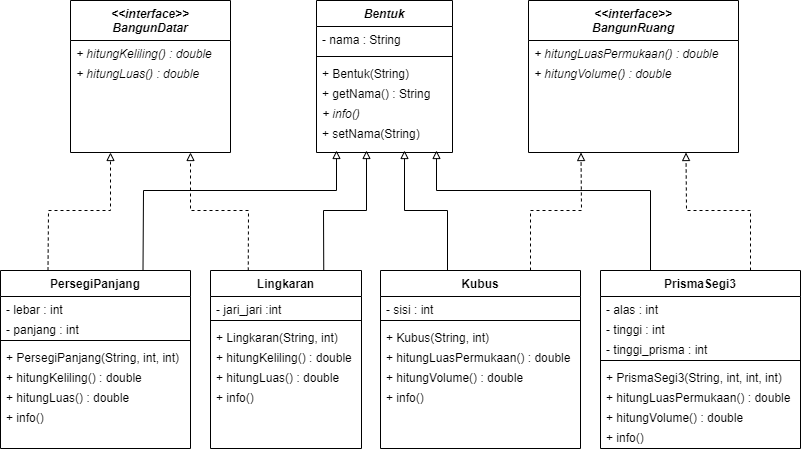 <<interface>>
BangunDatar
+ hitungKeliling() : double
+ hitungLuas() : double
Bentuk
- nama : String
+ Bentuk(String)
+ getNama() : String
+ info()
+ setNama(String)
<<interface>>
BangunRuang
+ hitungLuasPermukaan() : double
+ hitungVolume() : double
PersegiPanjang
- lebar : int
- panjang : int
+ PersegiPanjang(String, int, int)
+ hitungKeliling() : double
+ hitungLuas() : double
+ info()
Lingkaran
- jari_jari :int
+ Lingkaran(String, int)
+ hitungKeliling() : double
+ hitungLuas() : double
+ info()
Kubus
- sisi : int
+ Kubus(String, int)
+ hitungLuasPermukaan() : double
+ hitungVolume() : double
+ info()
PrismaSegi3
- alas : int
- tinggi : int
- tinggi_prisma : int
+ PrismaSegi3(String, int, int, int)
+ hitungLuasPermukaan() : double
+ hitungVolume() : double
+ info()